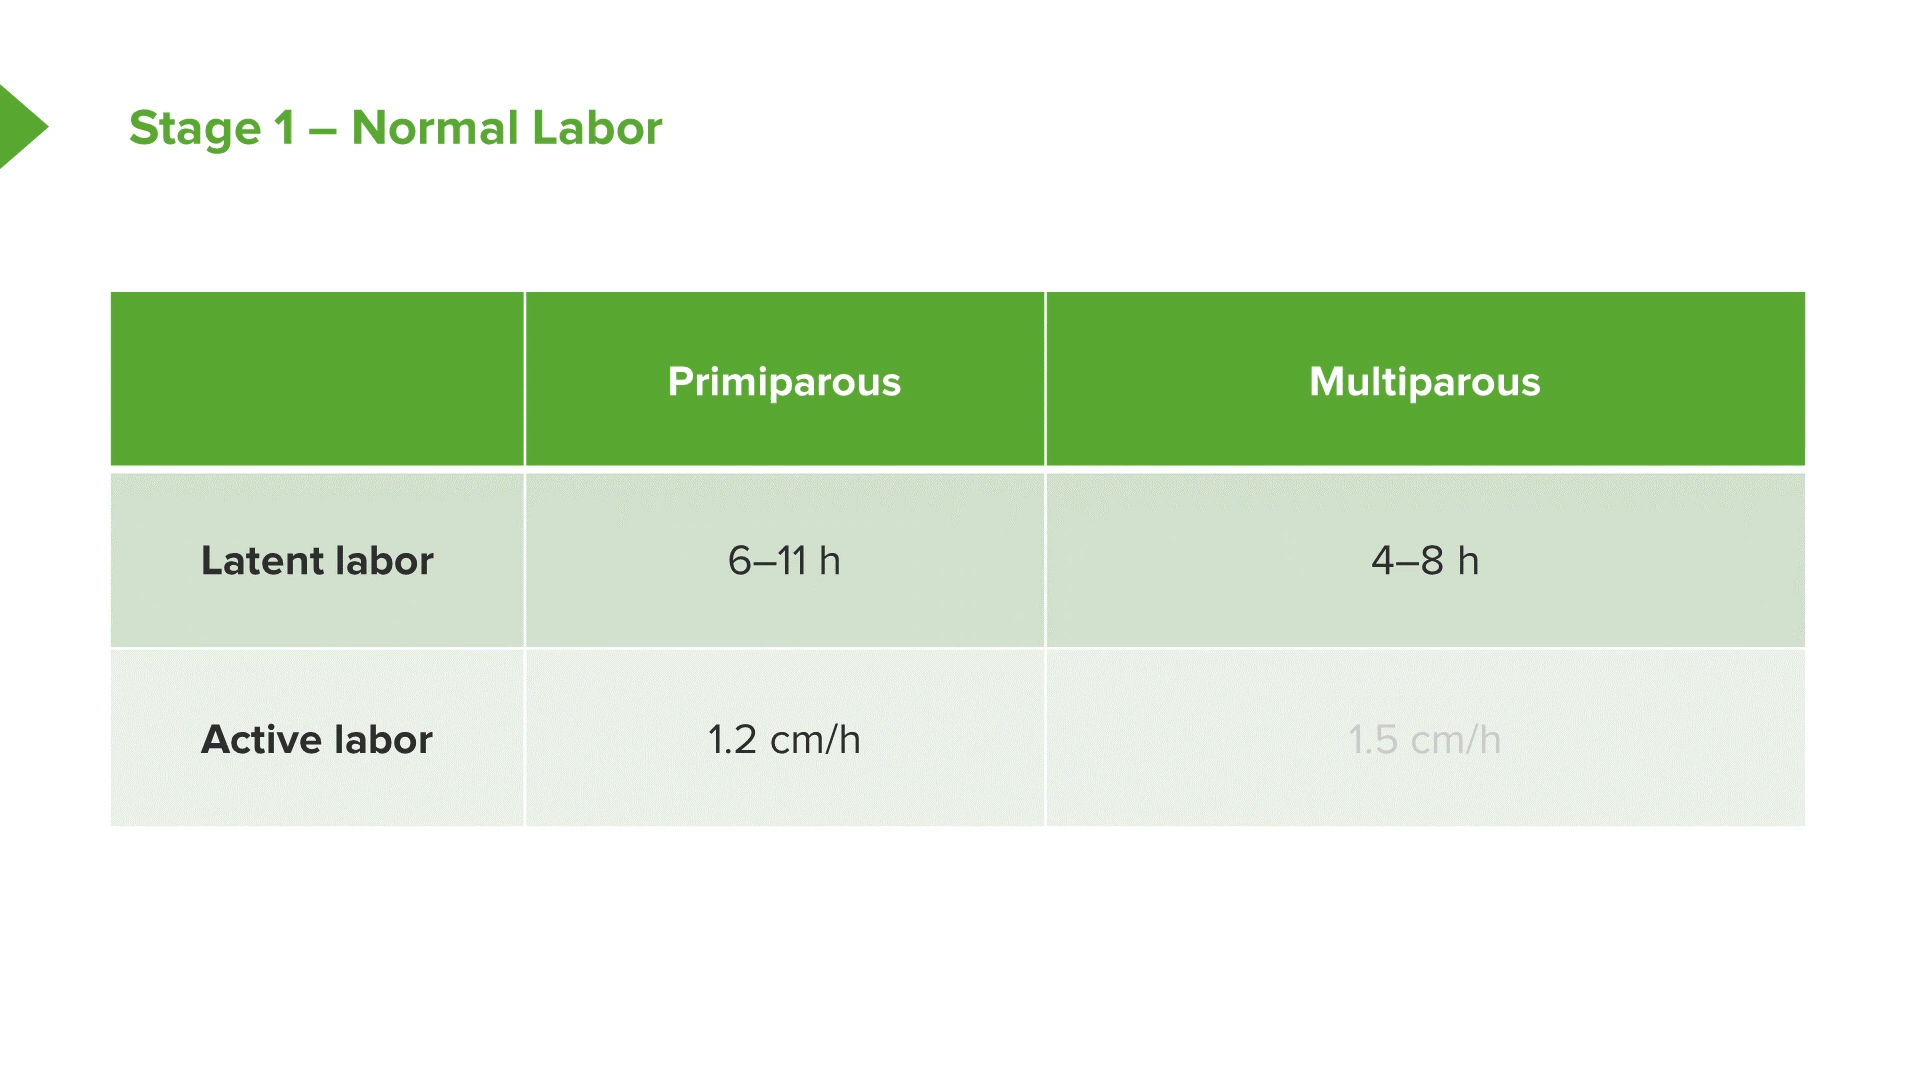 Stage 1 – Normal Labor
Primiparous Multiparous
Latent labor 6–11 h 4–8 h
Active labor 1.2 cm/h 1.5 cm/h